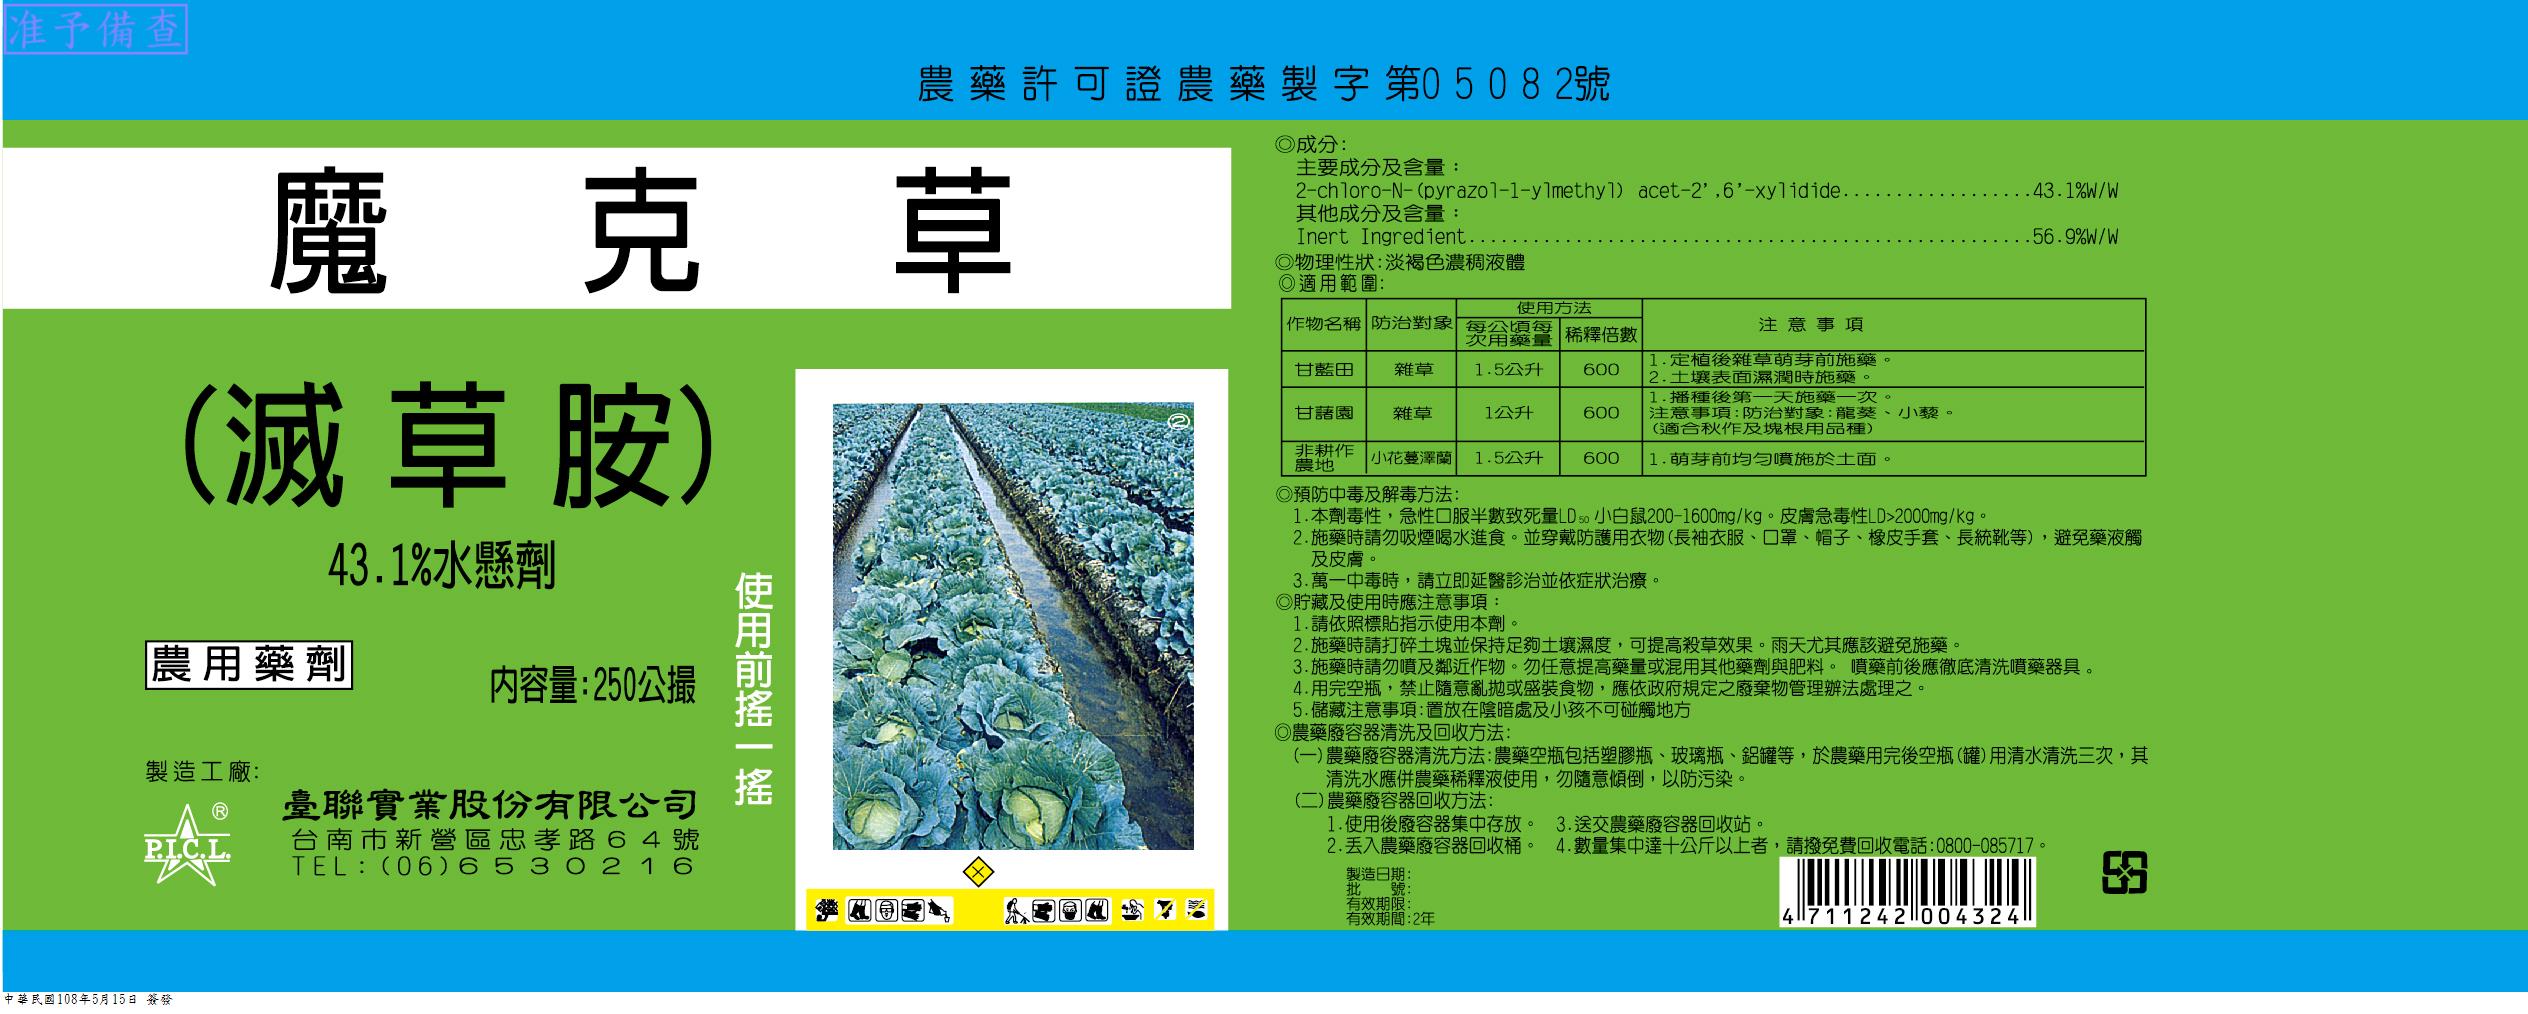 准予備查
農藥許可證農藥製字第05082號
魔克草
(滅草胺)
43.1%水懸劑
農用藥劑
內容量:250公撮
使用前搖一搖
製造工廠:
P.I.C.L. ®
臺聯實業股份有限公司
台南市新營區忠孝路64號
TEL:(06)6530216
②
◎成分:
主要成分及含量：
2-chloro-N-(pyrazol-1-ylmethyl) acet-2',6'-xylidide..................43.1%W/W
其他成分及含量：
Inert Ingredient.....................................................56.9%W/W
◎物理性狀:淡褐色濃稠液體
◎適用範圍:
作物名稱 防治對象 使用方法 注意事項
每公頃每次用藥量 稀釋倍數
甘藍田 雜草 1.5公升 600 1.定植後雜草萌芽前施藥。
2.土壤表面濕潤時施藥。
甘藷園 雜草 1公升 600 1.播種後第一天施藥一次。
注意事項:防治對象:龍葵、小藜。
(適合秋作及塊根用品種)
非耕作農地 小花蔓澤蘭 1.5公升 600 1.萌芽前均勻噴施於土面。
◎預防中毒及解毒方法:
1.本劑毒性，急性口服半數致死量LD50 小白鼠200-1600mg/kg。皮膚急毒性LD>2000mg/kg。
2.施藥時請勿吸煙喝水進食。並穿戴防護用衣物(長袖衣服、口罩、帽子、橡皮手套、長統靴等)，避免藥液觸
及皮膚。
3.萬一中毒時，請立即延醫診治並依症狀治療。
◎貯藏及使用時應注意事項：
1.請依照標貼指示使用本劑。
2.施藥時請打碎土塊並保持足夠土壤濕度，可提高殺草效果。雨天尤其應該避免施藥。
3.施藥時請勿噴及鄰近作物。勿任意提高藥量或混用其他藥劑與肥料。 噴藥前後應徹底清洗噴藥器具。
4.用完空瓶，禁止隨意亂拋或盛裝食物，應依政府規定之廢棄物管理辦法處理之。
5.儲藏注意事項:置放在陰暗處及小孩不可碰觸地方
◎農藥廢容器清洗及回收方法:
(一)農藥廢容器清洗方法:農藥空瓶包括塑膠瓶、玻璃瓶、鋁罐等，於農藥用完後空瓶(罐)用清水清洗三次，其
清洗水應併農藥稀釋液使用，勿隨意傾倒，以防污染。
(二)農藥廢容器回收方法:
1.使用後廢容器集中存放。 3.送交農藥廢容器回收站。
2.丟入農藥廢容器回收桶。 4.數量集中達十公斤以上者，請撥免費回收電話:0800-085717。
製造日期:
批 號:
有效期限:
有效期間:2年
4 711242 004324
中華民國108年5月15日 簽發